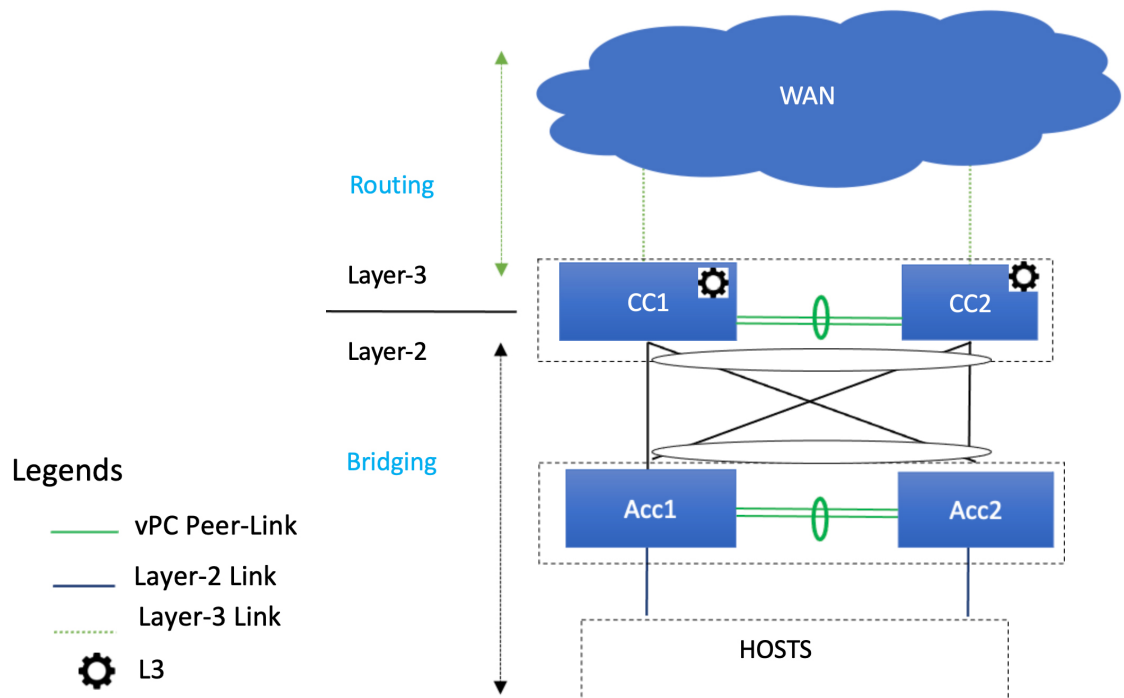 WAN
Routing
Layer-3
CC1
CC2
Layer-2
Bridging
Legends
Acc1
Acc2
vPC Peer-Link
Layer-2 Link
Layer-3 Link
L3
HOSTS